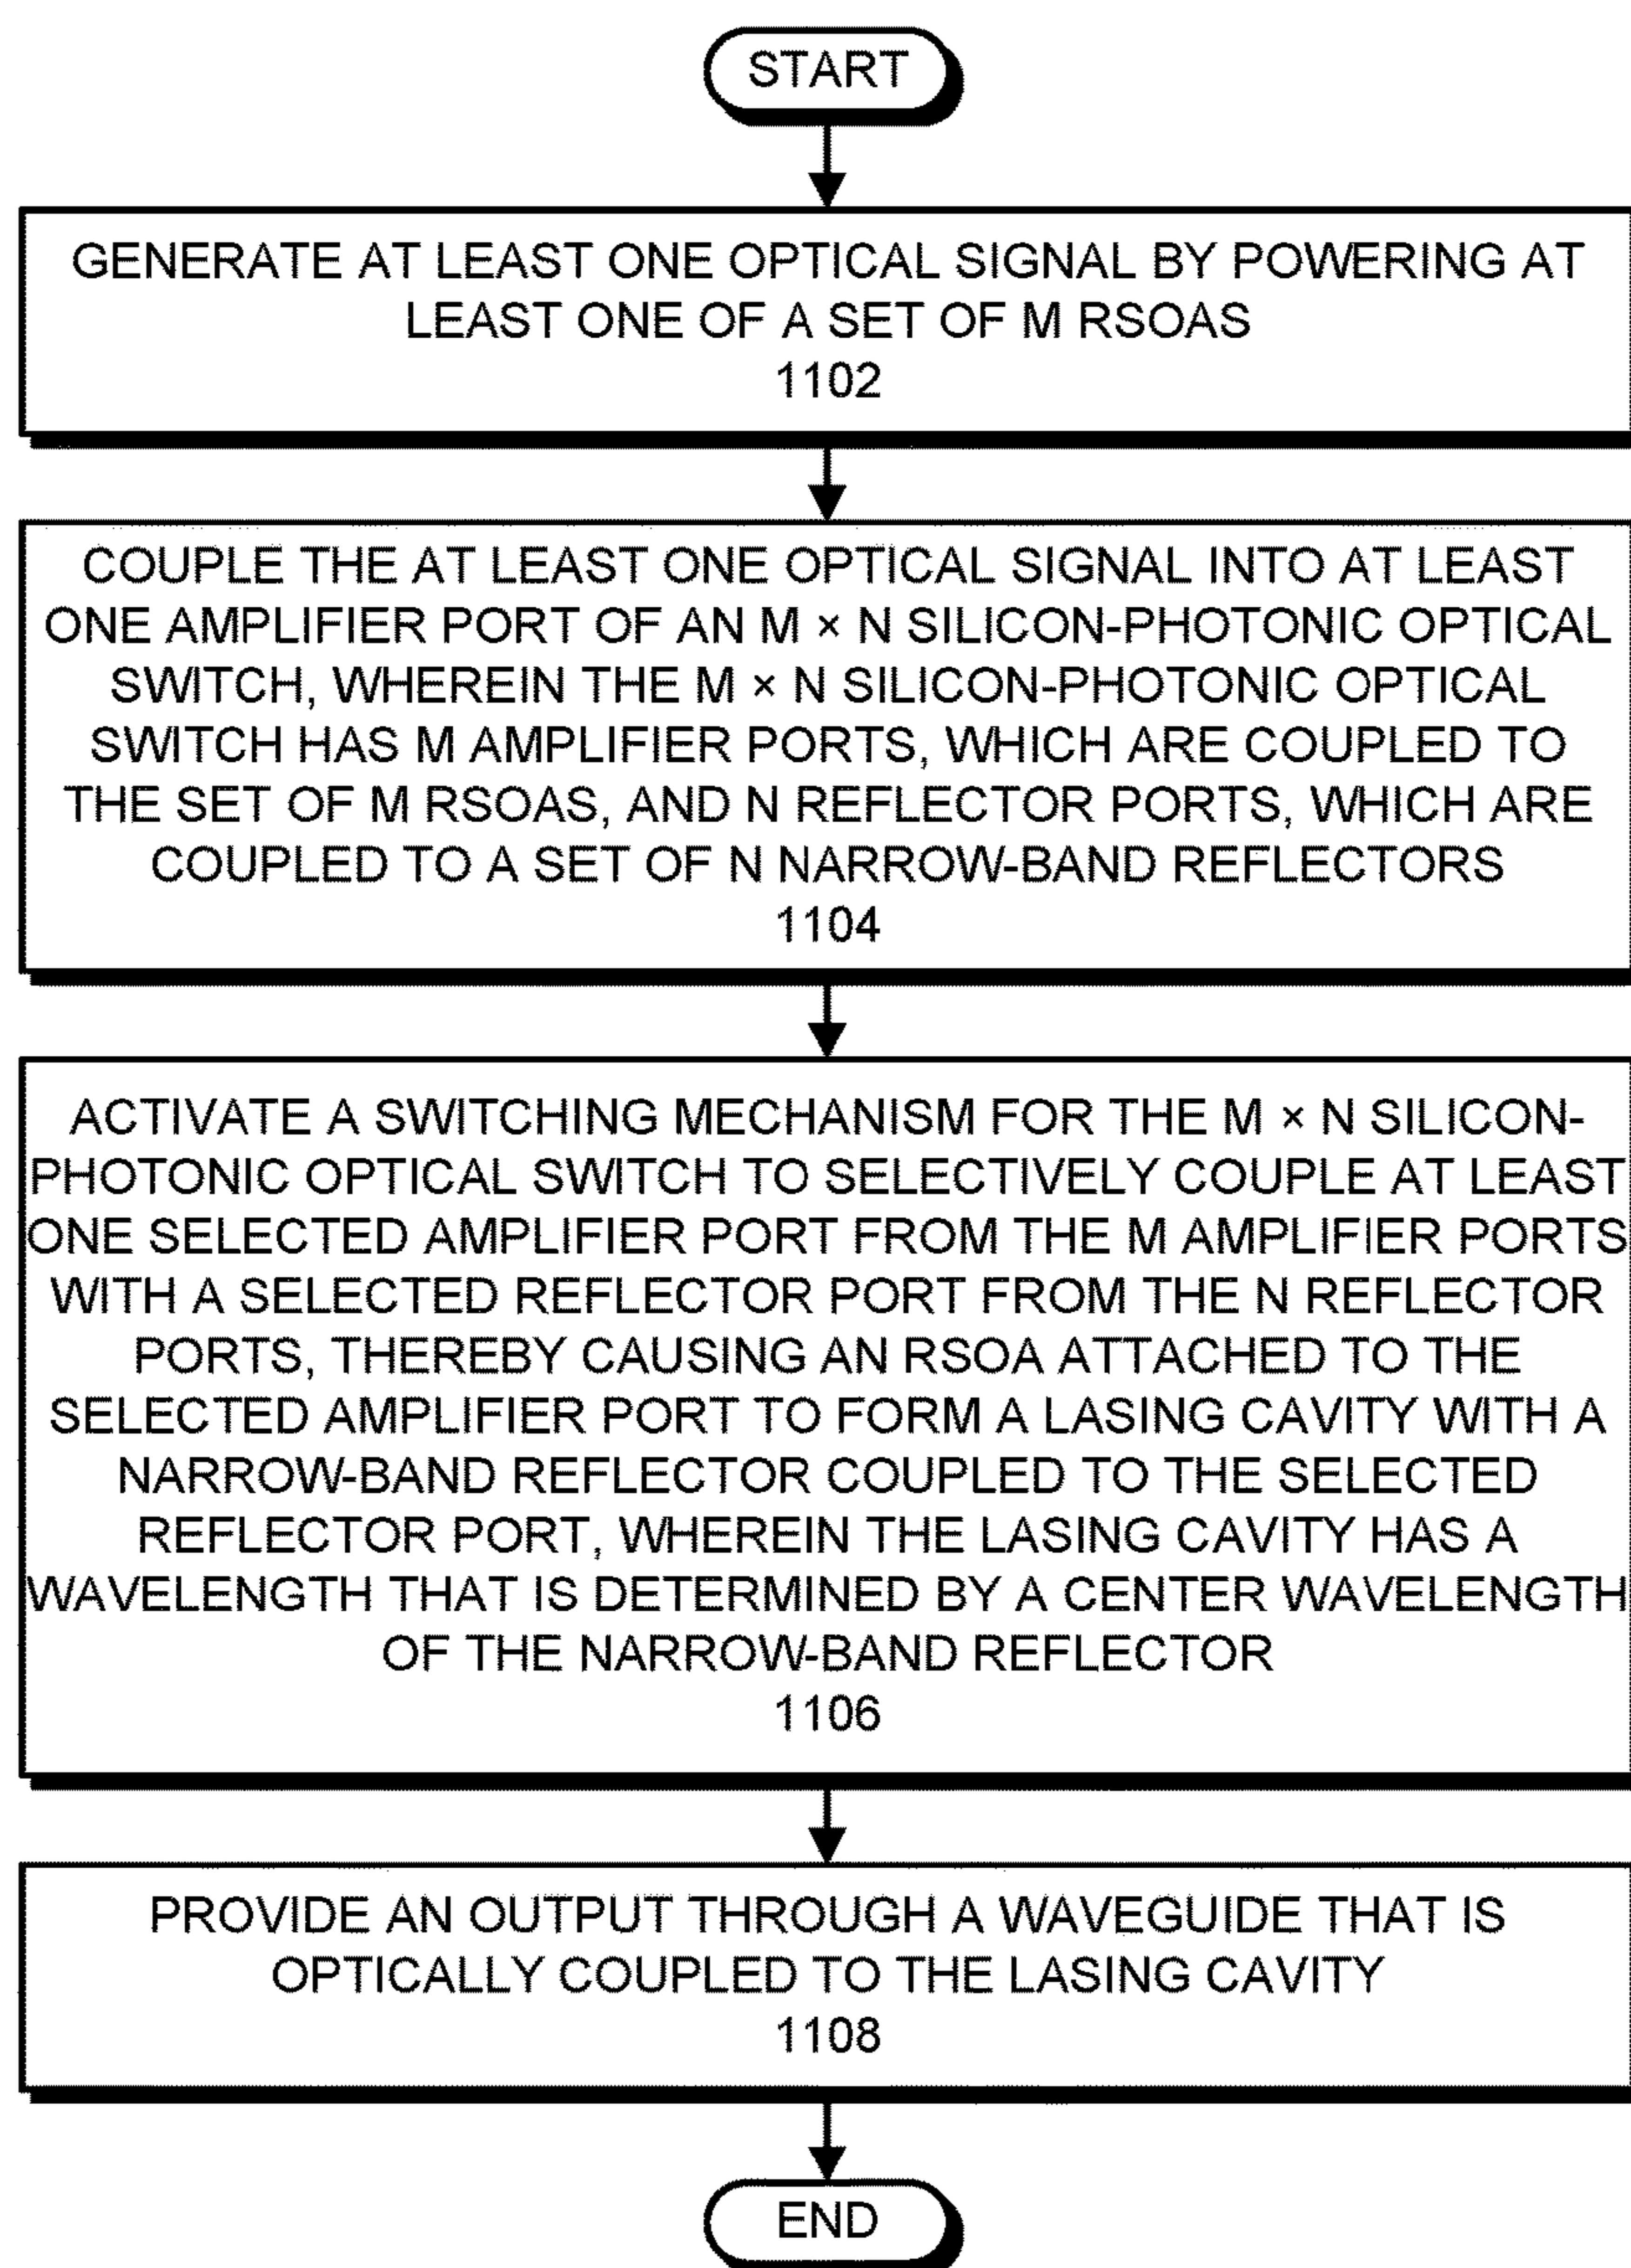 START
GENERATE AT LEAST ONE OPTICAL SIGNAL BY POWERING AT
LEAST ONE OF A SET OF M RSOAS
1102
COUPLE THE AT LEAST ONE OPTICAL SIGNAL INTO AT LEAST
ONE AMPLIFIER PORT OF AN M × N SILICON-PHOTONIC OPTICAL
SWITCH, WHEREIN THE M × N SILICON-PHOTONIC OPTICAL
SWITCH HAS M AMPLIFIER PORTS, WHICH ARE COUPLED TO
THE SET OF M RSOAS, AND N REFLECTOR PORTS, WHICH ARE
COUPLED TO A SET OF N NARROW-BAND REFLECTORS
1104
ACTIVATE A SWITCHING MECHANISM FOR THE M × N SILICON-
PHOTONIC OPTICAL SWITCH TO SELECTIVELY COUPLE AT LEAST
ONE SELECTED AMPLIFIER PORT FROM THE M AMPLIFIER PORTS
WITH A SELECTED REFLECTOR PORT FROM THE N REFLECTOR
PORTS, THEREBY CAUSING AN RSOA ATTACHED TO THE
SELECTED AMPLIFIER PORT TO FORM A LASING CAVITY WITH A
NARROW-BAND REFLECTOR COUPLED TO THE SELECTED
REFLECTOR PORT, WHEREIN THE LASING CAVITY HAS A
WAVELENGTH THAT IS DETERMINED BY A CENTER WAVELENGTH
OF THE NARROW-BAND REFLECTOR
1106
PROVIDE AN OUTPUT THROUGH A WAVEGUIDE THAT IS
OPTICALLY COUPLED TO THE LASING CAVITY
1108
END